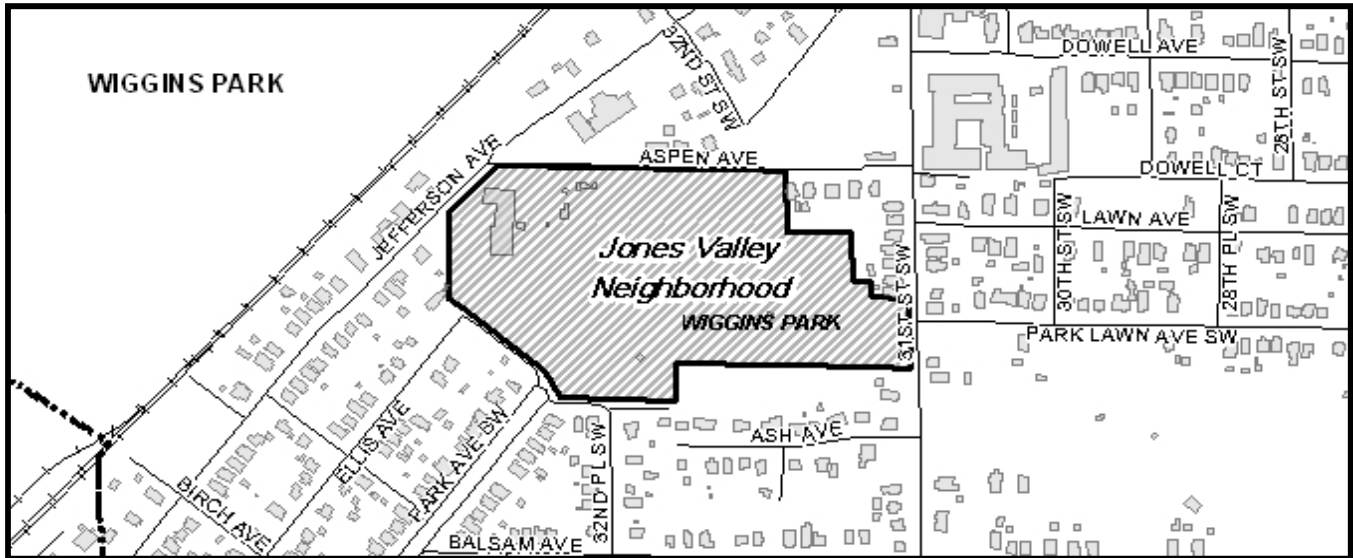 WIGGINS PARK
32ND ST SW
DOWELL AVE
28TH ST SW
JEFFERSON AVE
ASPEN AVE
DOWELL CT
LAWN AVE
Jones Valley
Neighborhood
WIGGINS PARK
31ST ST SW
30TH ST SW
28TH PL SW
PARK LAWN AVE SW
ELLIS AVE
PARK AVE SW
ASH AVE
BIRCH AVE
32ND PL SW
BALSAM AVE